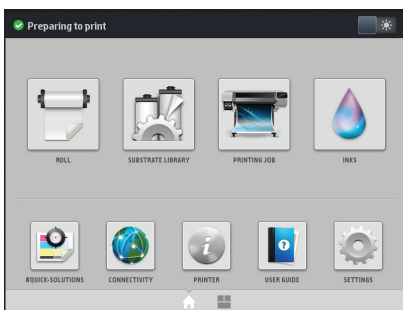 Preparing to print
ROLL
SUBSTRATE LIBRARY
PRINTING JOB
INKS
#QUICK-SOLUTIONS
CONNECTIVITY
PRINTER
USER GUIDE
SETTINGS